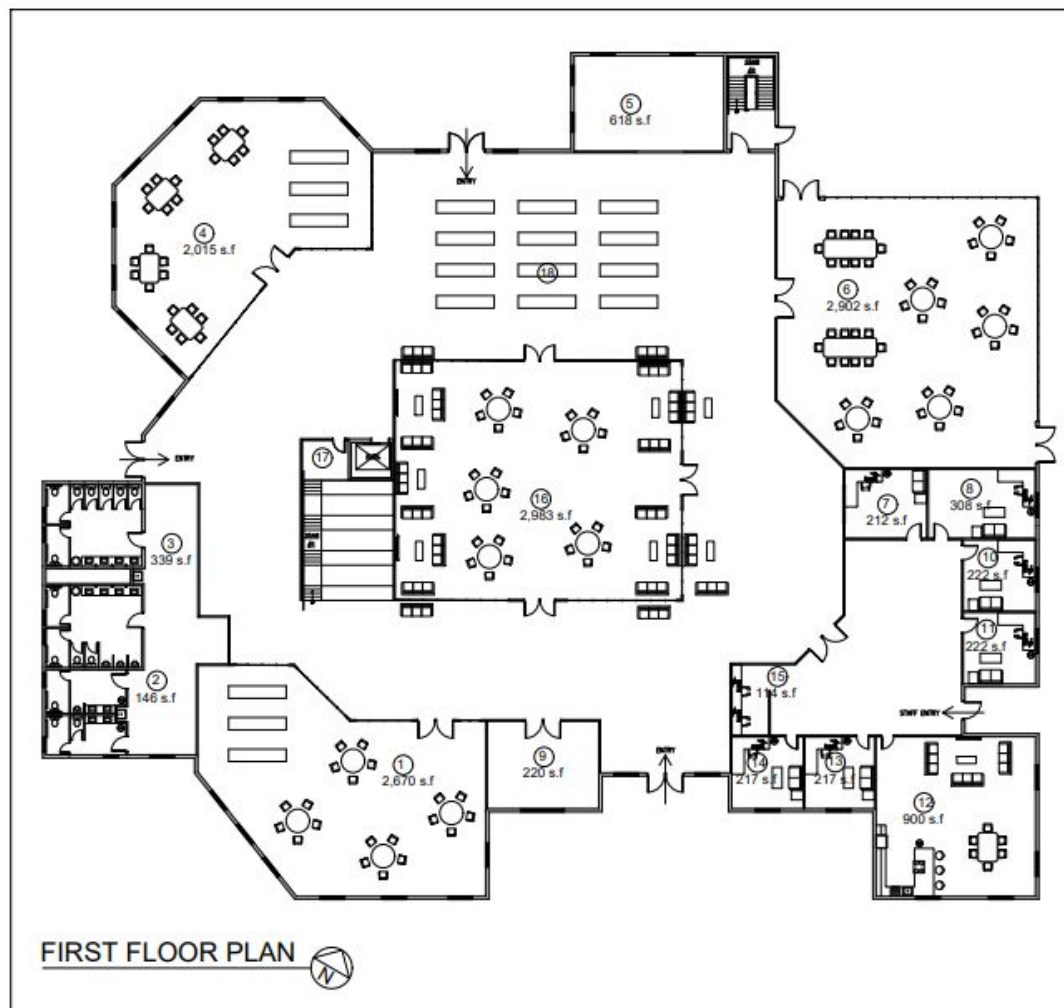 5
618 s.f
ENTRY
4
2,015 s.f
18
6
2,902 s.f
17
ENTRY
16
2,983 s.f
7
212 s.f
8
308 s.f
3
339 s.f
10
222 s.f
11
222 s.f
2
146 s.f
15
114 s.f
STAFF ENTRY
1
2,670 s.f
9
220 s.f
ENTRY
14
217 s.f
13
217 s.f
12
900 s.f
FIRST FLOOR PLAN
N